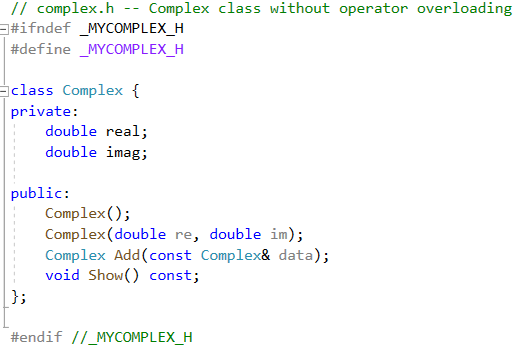 // complex.h -- Complex class without operator overloading
#ifndef _MYCOMPLEX_H
#define _MYCOMPLEX_H
class Complex {
private:
    double real;
    double imag;
public:
    Complex();
    Complex(double re, double im);
    Complex Add(const Complex& data);
    void Show() const;
};
#endif //_MYCOMPLEX_H